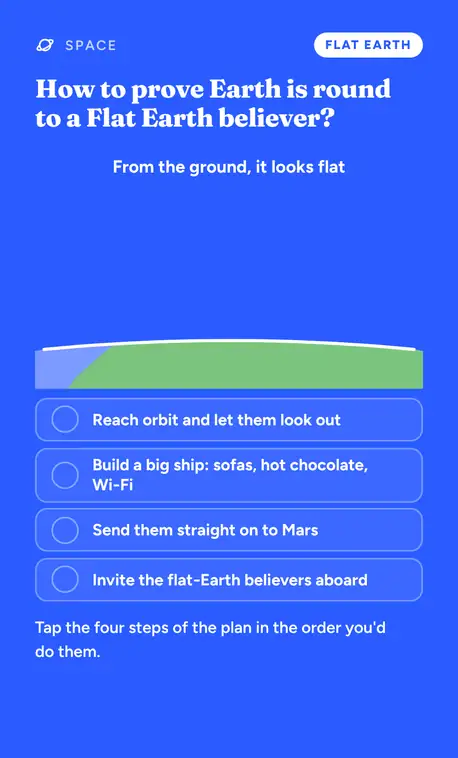 SPACE
FLAT EARTH
How to prove Earth is round
to a Flat Earth believer?
From the ground, it looks flat
Reach orbit and let them look out
Build a big ship: sofas, hot chocolate,
Wi-Fi
Send them straight on to Mars
Invite the flat-Earth believers aboard
Tap the four steps of the plan in the order you'd
do them.